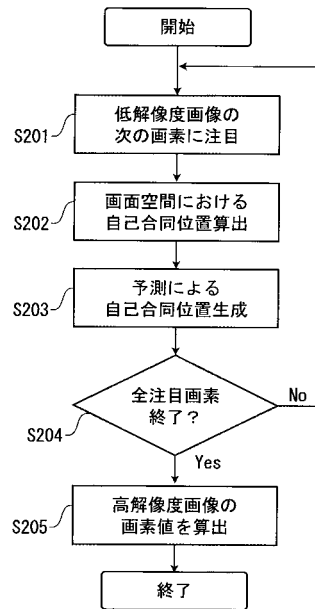 開始
S201
低解像度画像の
次の画素に注目
S202
画面空間における
自己合同位置算出
S203
予測による
自己合同位置生成
S204
全注目画素
終了?
No
Yes
S205
高解像度画像の
画素値を算出
終了